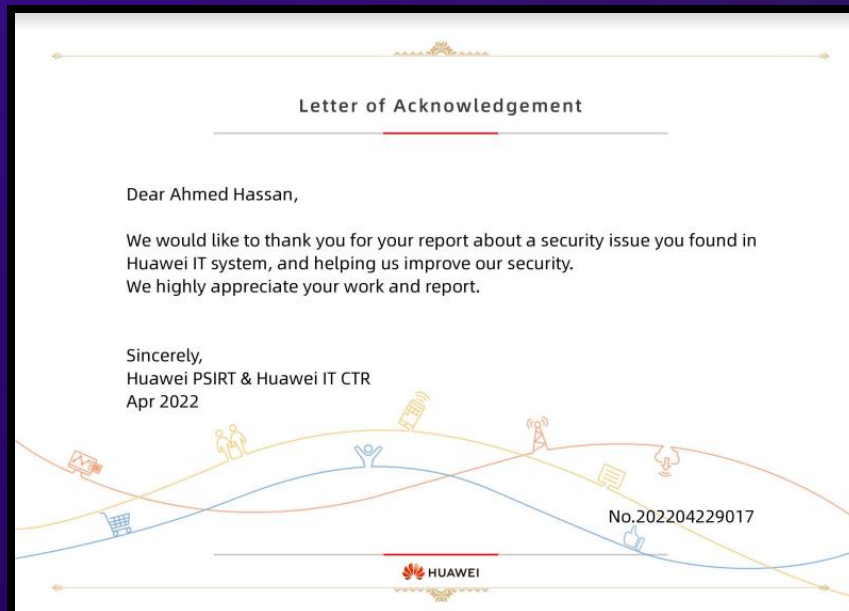 Letter of Acknowledgement
Dear Ahmed Hassan,
We would like to thank you for your report about a security issue you found in
Huawei IT system, and helping us improve our security.
We highly appreciate your work and report.
Sincerely,
Huawei PSIRT & Huawei IT CTR
Apr 2022
No.202204229017
HUAWEI